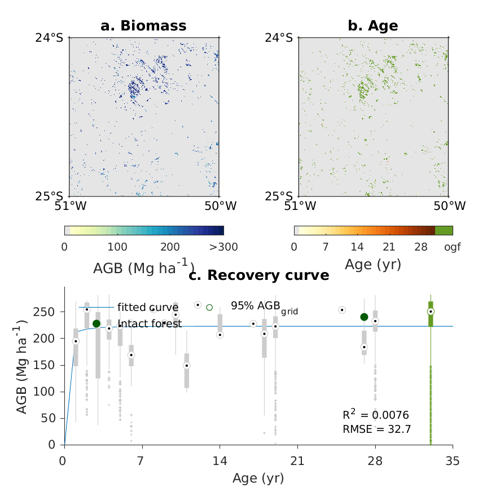 a. Biomass
b. Age
24°S
24°S
25°S
25°S
51°W
50°W
51°W
50°W
0
100
200
>300
0
7
14
21
28
ogf
AGB (Mg ha⁻¹)
Age (yr)
c. Recovery curve
fitted curve
95% AGB_grid
Intact forest
AGB (Mg ha⁻¹)
250
200
150
100
50
0
R² = 0.0076
RMSE = 32.7
0
7
14
21
28
35
Age (yr)